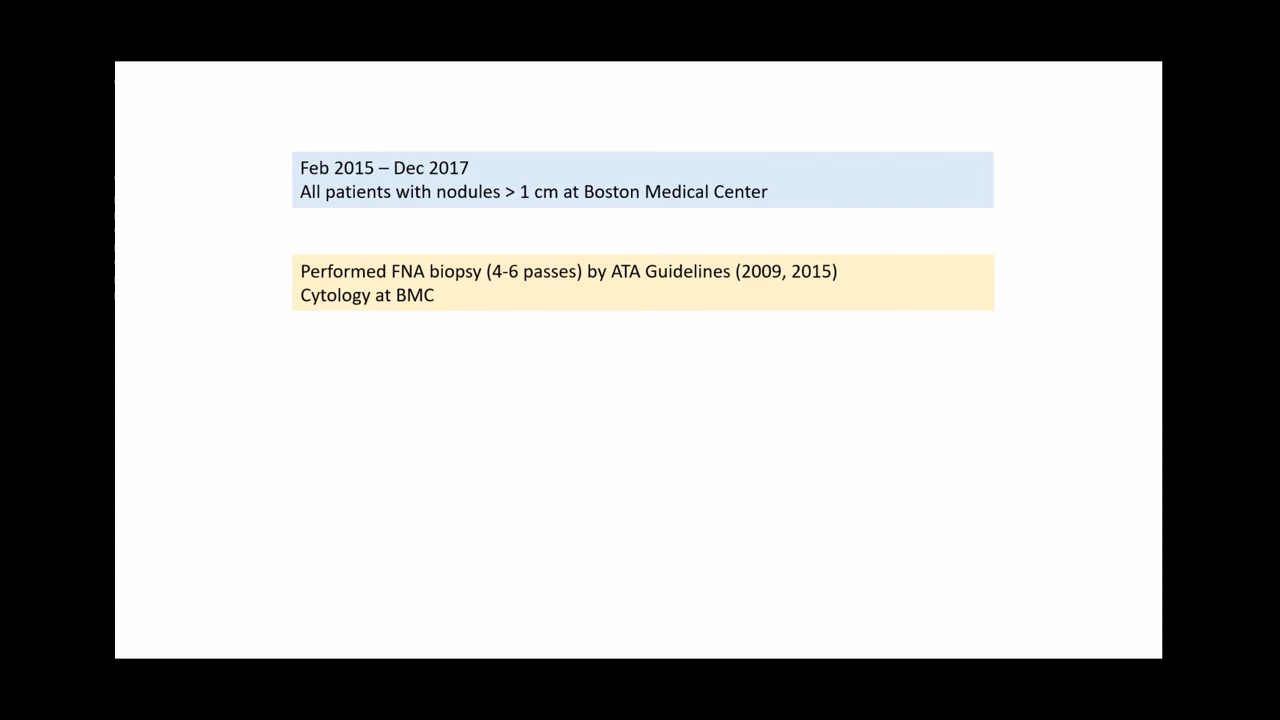 Feb 2015 – Dec 2017
All patients with nodules > 1 cm at Boston Medical Center
Performed FNA biopsy (4-6 passes) by ATA Guidelines (2009, 2015)
Cytology at BMC